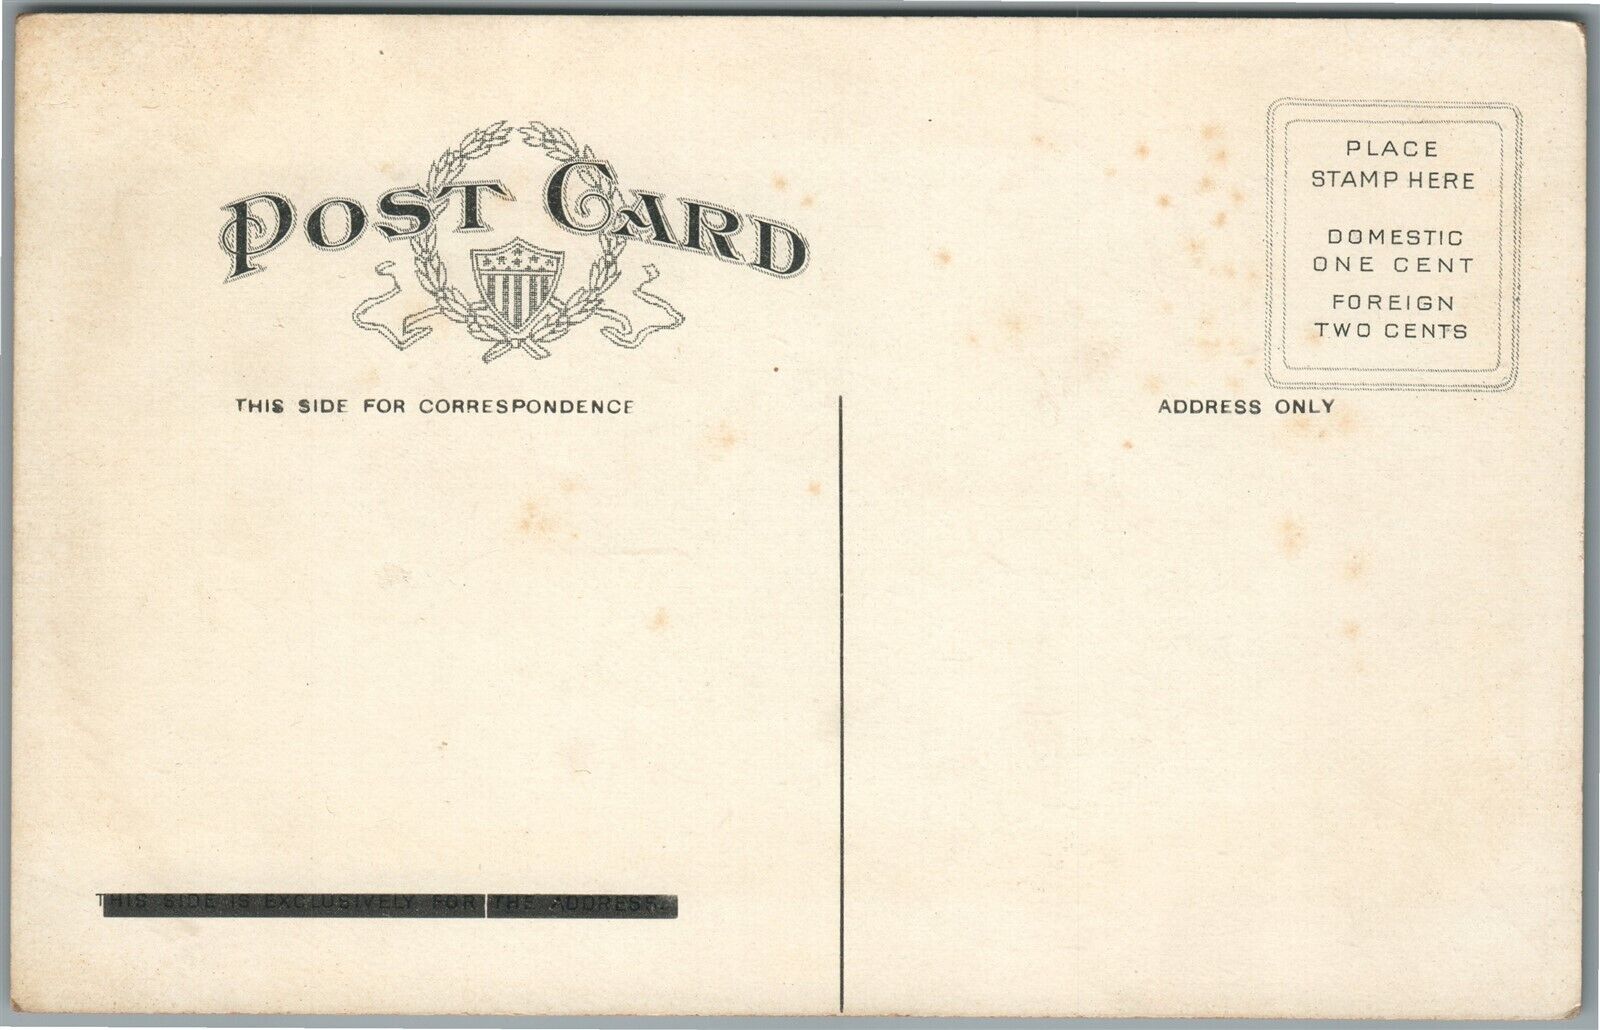 POST CARD
PLACE
STAMP HERE
DOMESTIC
ONE CENT
FOREIGN
TWO CENTS
THIS SIDE FOR CORRESPONDENCE
ADDRESS ONLY
THIS SIDE IS EXCLUSIVELY FOR THE ADDRESS.